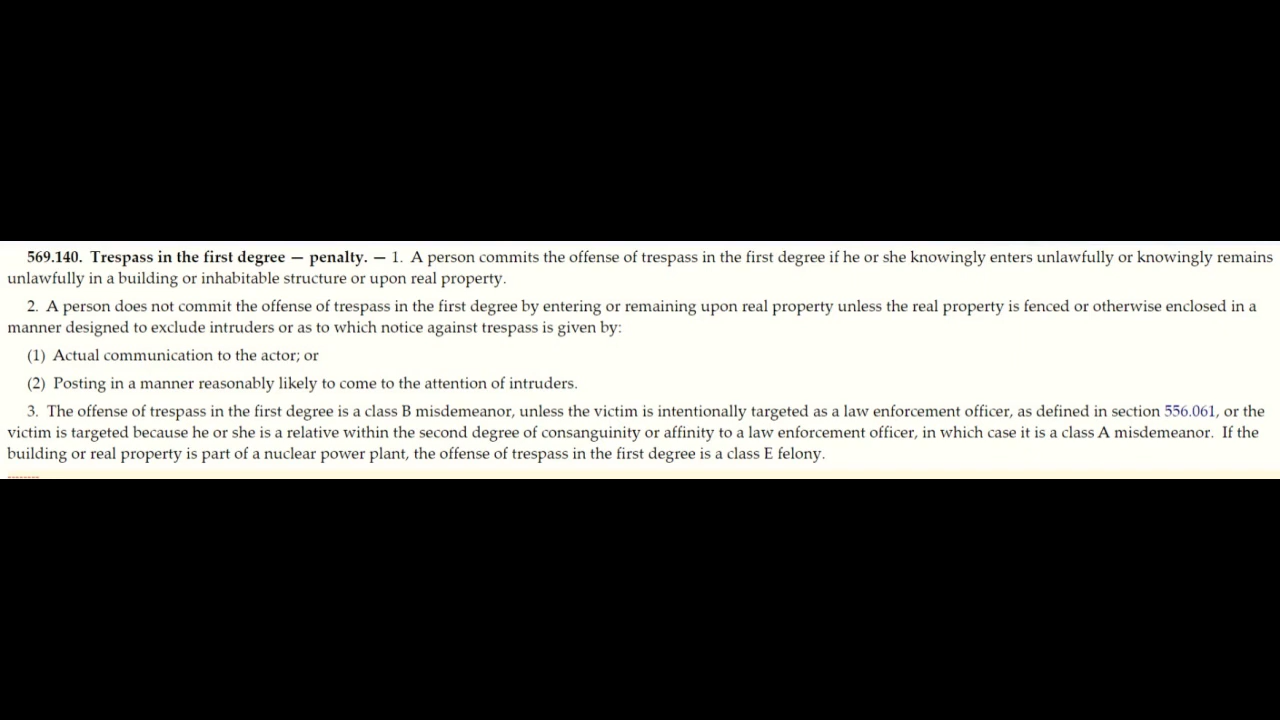 569.140. Trespass in the first degree — penalty. — 1. A person commits the offense of trespass in the first degree if he or she knowingly enters unlawfully or knowingly remains
unlawfully in a building or inhabitable structure or upon real property.
2. A person does not commit the offense of trespass in the first degree by entering or remaining upon real property unless the real property is fenced or otherwise enclosed in a
manner designed to exclude intruders or as to which notice against trespass is given by:
(1) Actual communication to the actor; or
(2) Posting in a manner reasonably likely to come to the attention of intruders.
3. The offense of trespass in the first degree is a class B misdemeanor, unless the victim is intentionally targeted as a law enforcement officer, as defined in section 556.061, or the
victim is targeted because he or she is a relative within the second degree of consanguinity or affinity to a law enforcement officer, in which case it is a class A misdemeanor. If the
building or real property is part of a nuclear power plant, the offense of trespass in the first degree is a class E felony.